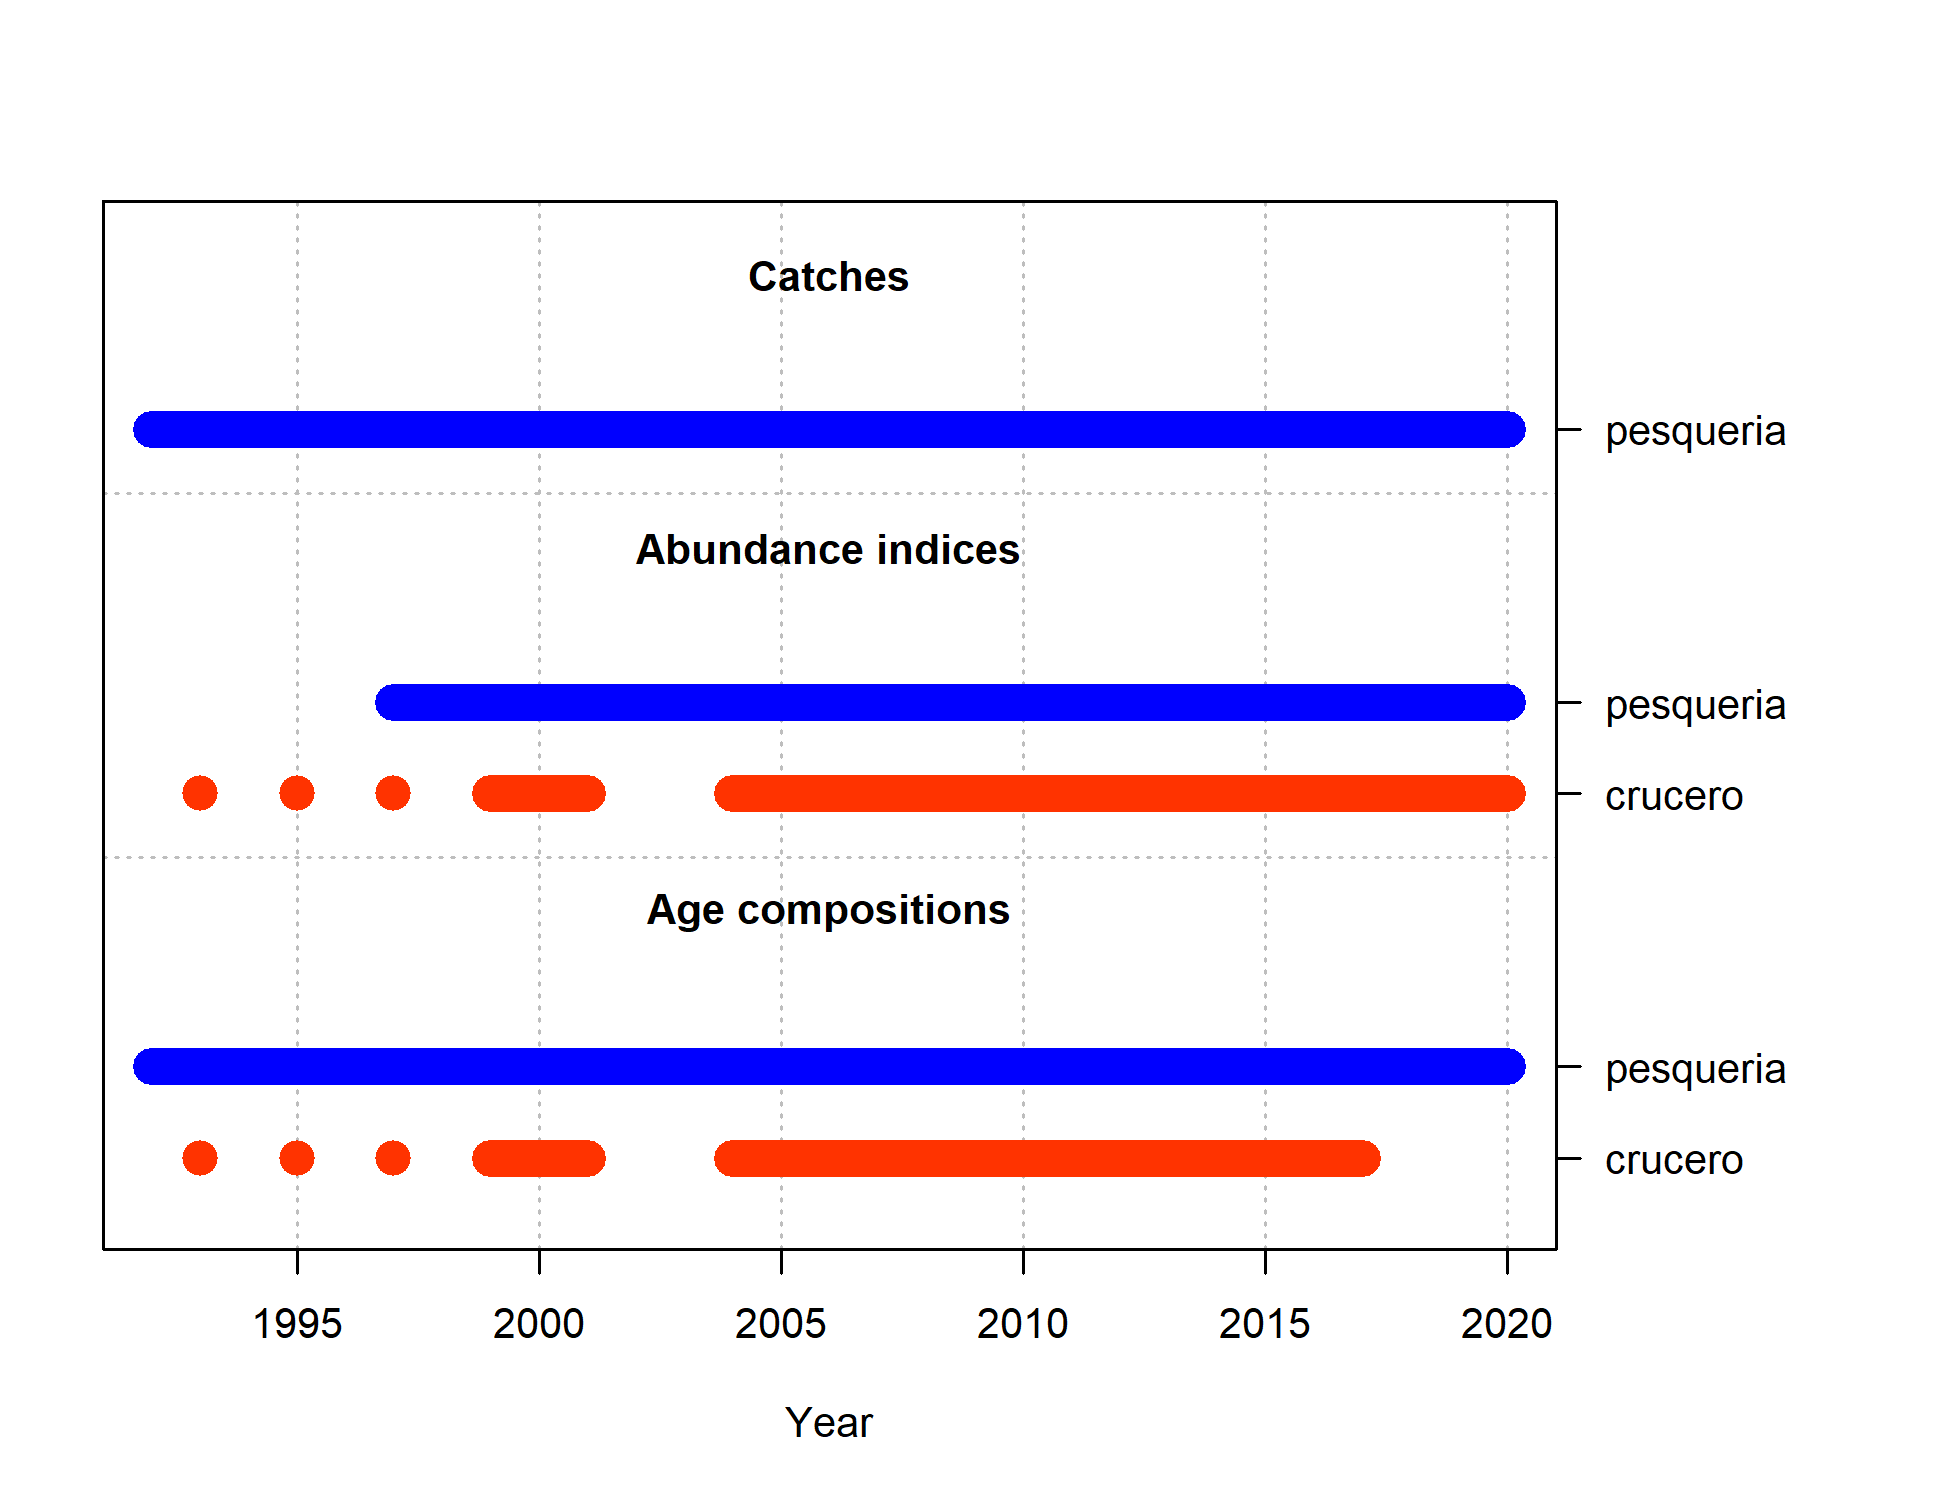 Catches
pesqueria
Abundance indices
pesqueria
crucero
Age compositions
pesqueria
crucero
1995 2000 2005 2010 2015 2020
Year